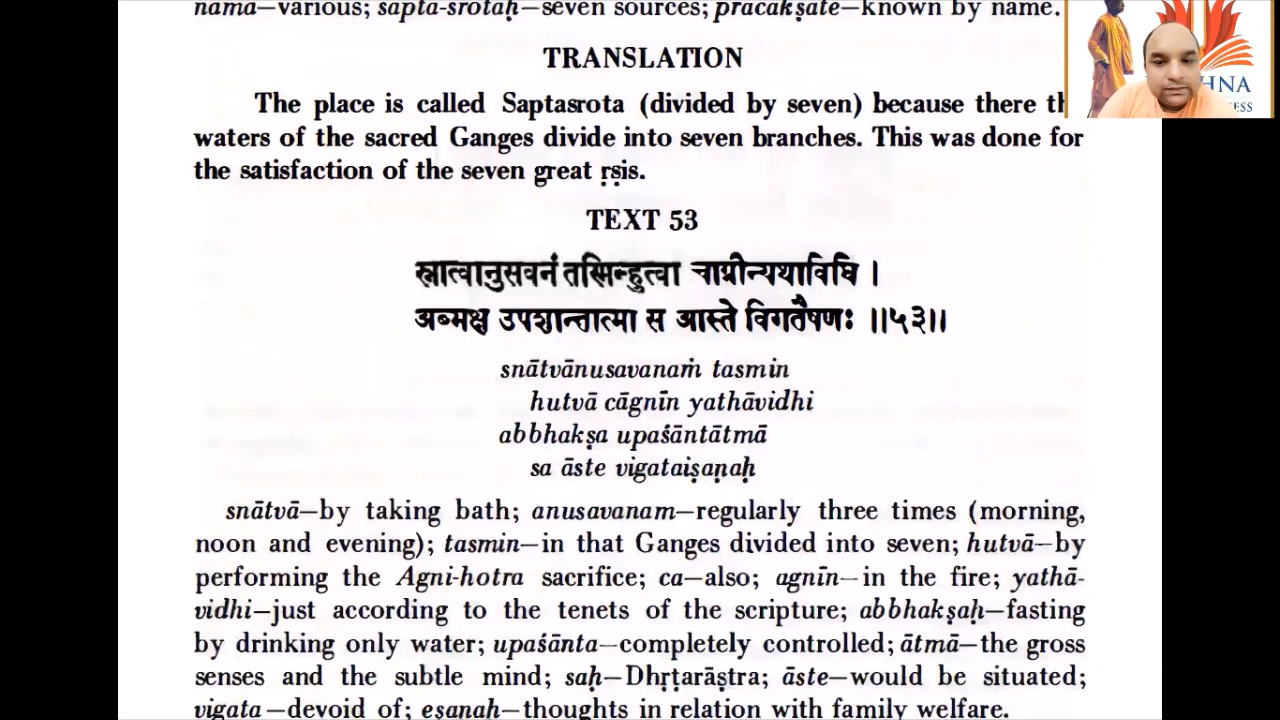 nāma—various; sapta-srotaḥ—seven sources; pracakṣate—known by name.
HNA
ESS
TRANSLATION
The place is called Saptasrota (divided by seven) because there
waters of the sacred Ganges divide into seven branches. This was done for
the satisfaction of the seven great ṛṣis.
TEXT 53
स्नात्वानुसवनं तस्मिन्हुत्वा चाग्नीन्यथाविधि ।
अब्भक्ष उपशान्तात्मा स आस्ते विगतैषणः ॥५३॥
snātvānusavanaṁ tasmin
hutvā cāgnīn yathāvidhi
abbhakṣa upaśāntātmā
sa āste vigataiṣaṇaḥ
snātvā—by taking bath; anusavanam—regularly three times (morning,
noon and evening); tasmin—in that Ganges divided into seven; hutvā—by
performing the Agni-hotra sacrifice; ca—also; agnīn—in the fire; yathā-
vidhi—just according to the tenets of the scripture; abbhakṣaḥ—fasting
by drinking only water; upaśānta—completely controlled; ātmā—the gross
senses and the subtle mind; saḥ—Dhṛtarāṣṭra; āste—would be situated;
vigata—devoid of; eṣaṇaḥ—thoughts in relation with family welfare.